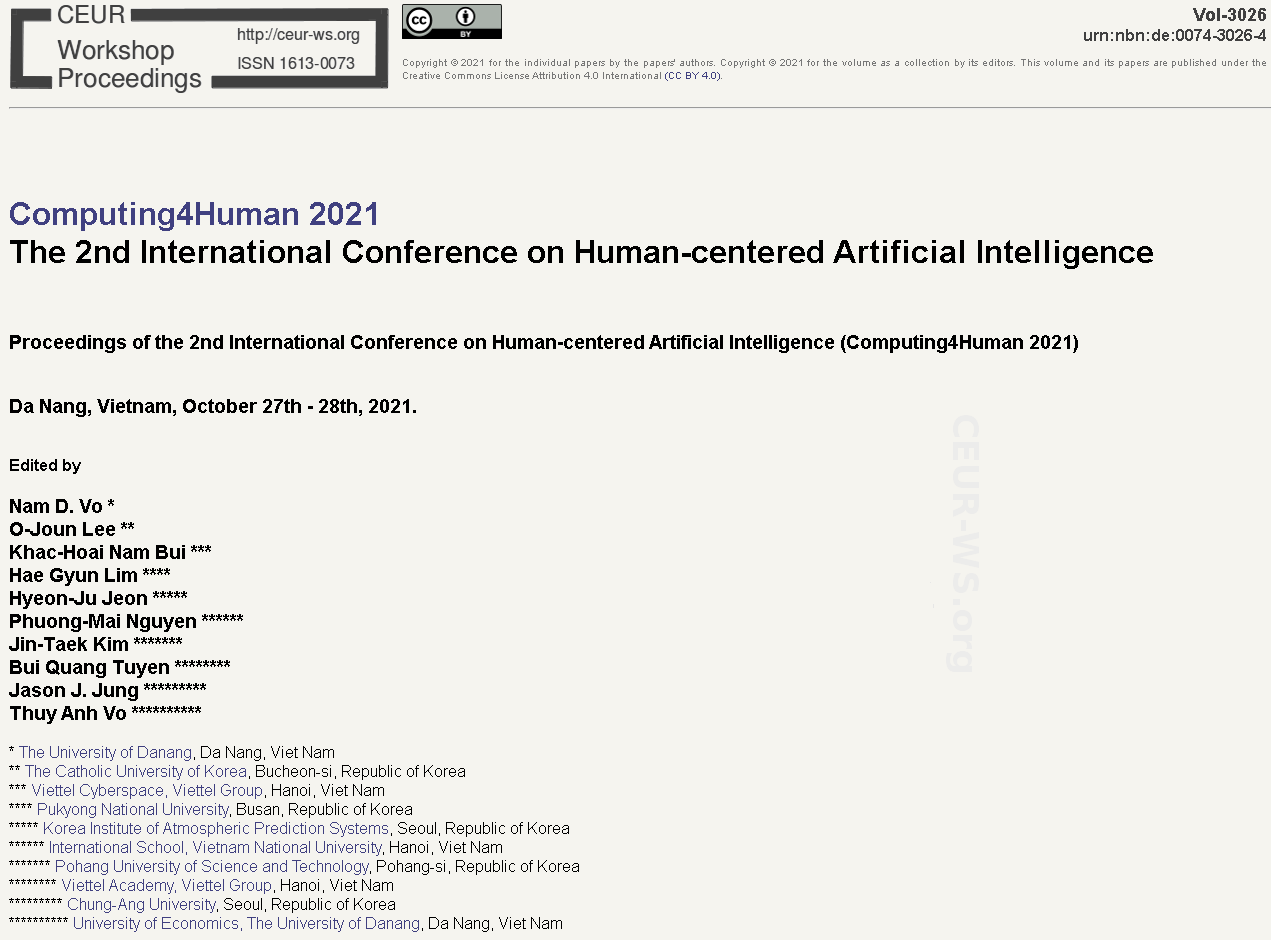 CEUR
Workshop
Proceedings
http://ceur-ws.org
ISSN 1613-0073
cc
BY
Vol-3026
urn:nbn:de:0074-3026-4
Copyright © 2021 for the individual papers by the papers' authors. Copyright © 2021 for the volume as a collection by its editors. This volume and its papers are published under the
Creative Commons License Attribution 4.0 International (CC BY 4.0).
Computing4Human 2021
The 2nd International Conference on Human-centered Artificial Intelligence
Proceedings of the 2nd International Conference on Human-centered Artificial Intelligence (Computing4Human 2021)
Da Nang, Vietnam, October 27th - 28th, 2021.
Edited by
Nam D. Vo *
O-Joun Lee **
Khac-Hoai Nam Bui ***
Hae Gyun Lim ****
Hyeon-Ju Jeon *****
Phuong-Mai Nguyen ******
Jin-Taek Kim *******
Bui Quang Tuyen ********
Jason J. Jung *********
Thuy Anh Vo **********
* The University of Danang, Da Nang, Viet Nam
** The Catholic University of Korea, Bucheon-si, Republic of Korea
*** Viettel Cyberspace, Viettel Group, Hanoi, Viet Nam
**** Pukyong National University, Busan, Republic of Korea
***** Korea Institute of Atmospheric Prediction Systems, Seoul, Republic of Korea
****** International School, Vietnam National University, Hanoi, Viet Nam
******* Pohang University of Science and Technology, Pohang-si, Republic of Korea
******** Viettel Academy, Viettel Group, Hanoi, Viet Nam
********* Chung-Ang University, Seoul, Republic of Korea
********** University of Economics, The University of Danang, Da Nang, Viet Nam
CEUR-WS.org